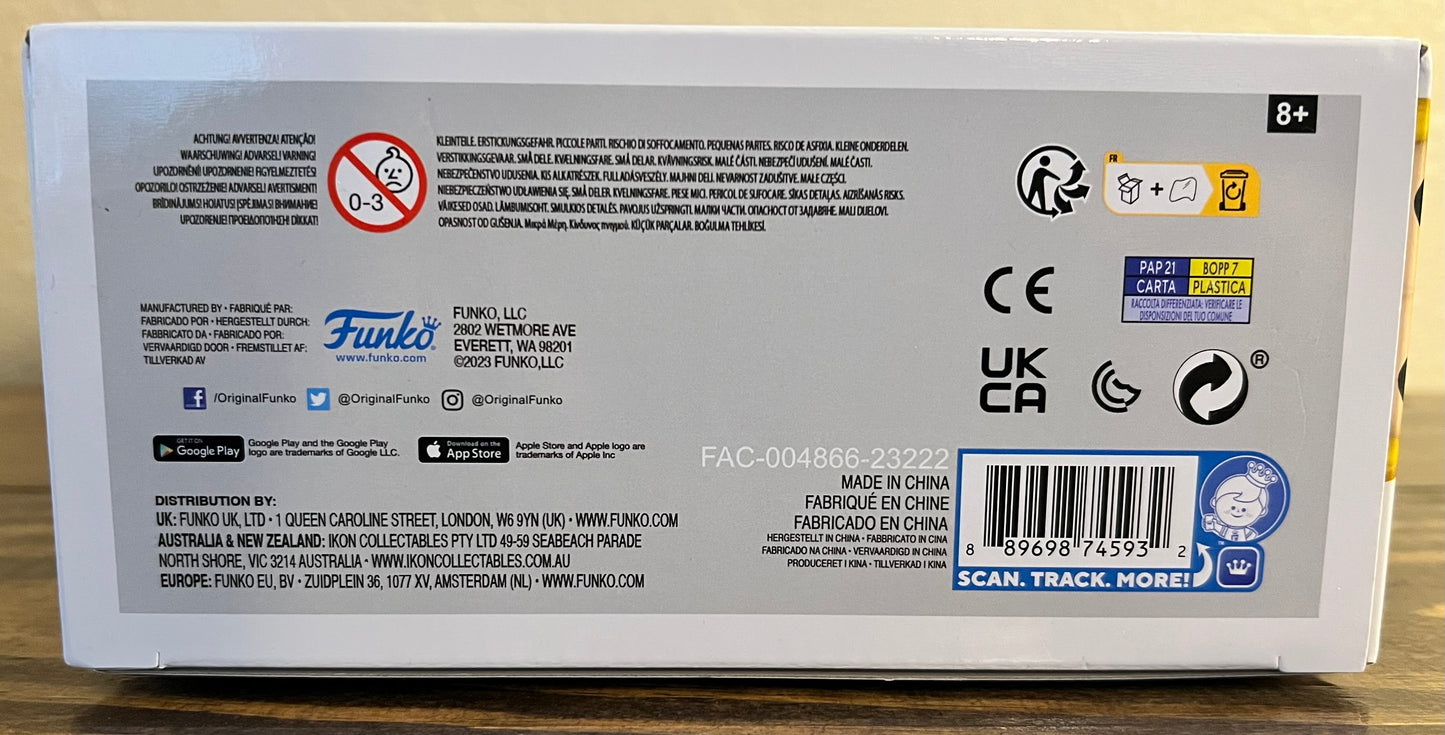 8+
ACHTUNG! AVVERTENZA! ATENÇÃO!
WAARSCHUWING! ADVARSEL! VARNING!
UPOZORNĚNÍ! UPOZORNENIE! FIGYELMEZTETÉS!
OPOZORILO! OSTRZEŻENIE! ADVARSEL! AVERTISMENT!
BRĪDINĀJUMS! HOIATUS! ĮSPĖJIMAS! ВНИМАНИЕ!
UPOZORENJE! ΠΡΟΕΙΔΟΠΟΙΗΣΗ! DİKKAT!
0-3
KLEINTEILE. ERSTICKUNGSGEFAHR. PICCOLE PARTI. RISCHIO DI SOFFOCAMENTO. PEQUENAS PARTES. RISCO DE ASFIXIA. KLEINE ONDERDELEN.
VERSTIKKINGSGEVAAR. SMÅ DELE. KVÆLNINGSFARE. SMÅ DELAR. KVÄVNINGSRISK. MALÉ ČÁSTI. NEBEZPEČÍ UDUŠENÍ. MALÉ ČASTI.
NEBEZPEČENSTVO UDUSENIA. KIS ALKATRÉSZEK. FULLADÁSVESZÉLY. MAJHNI DELI. NEVARNOST ZADUŠITVE. MAŁE CZĘŚCI.
NIEBEZPIECZEŃSTWO UDŁAWIENIA SIĘ. SMÅ DELER. KVELNINGSFARE. PIESE MICI. PERICOL DE SUFOCARE. SĪKAS DETAĻAS. AIZRĪŠANĀS RISKS.
VÄIKESED OSAD. LÄMBUMISOHT. SMULKIOS DETALĖS. PAVOJUS UŽSPRINGTI. МАЛКИ ЧАСТИ. ОПАСНОСТ ОТ ЗАДАВЯНЕ. MALI DIJELOVI.
OPASNOST OD GUŠENJA. Μικρά Μέρη. Κίνδυνος πνιγμού. KÜÇÜK PARÇALAR. BOĞULMA TEHLİKESİ.
FR
+
CE
PAP 21 BOPP 7
CARTA PLASTICA
RACCOLTA DIFFERENZIATA: VERIFICARE LE
DISPOSIZIONI DEL TUO COMUNE
UK
CA
®
MANUFACTURED BY • FABRIQUÉ PAR:
FABRICADO POR • HERGESTELLT DURCH:
FABBRICATO DA • FABRICADO POR:
VERVAARDIGD DOOR • FREMSTILLET AF:
TILLVERKAD AV
Funko
www.funko.com
FUNKO, LLC
2802 WETMORE AVE
EVERETT, WA 98201
©2023 FUNKO,LLC
f /OriginalFunko @OriginalFunko @OriginalFunko
GET IT ON
Google Play
Google Play and the Google Play
logo are trademarks of Google LLC.
Download on the
App Store
Apple Store and Apple logo are
trademarks of Apple Inc
DISTRIBUTION BY:
UK: FUNKO UK, LTD • 1 QUEEN CAROLINE STREET, LONDON, W6 9YN (UK) • WWW.FUNKO.COM
AUSTRALIA & NEW ZEALAND: IKON COLLECTABLES PTY LTD 49-59 SEABEACH PARADE
NORTH SHORE, VIC 3214 AUSTRALIA • WWW.IKONCOLLECTABLES.COM.AU
EUROPE: FUNKO EU, BV • ZUIDPLEIN 36, 1077 XV, AMSTERDAM (NL) • WWW.FUNKO.COM
FAC-004866-23222
MADE IN CHINA
FABRIQUÉ EN CHINE
FABRICADO EN CHINA
HERGESTELLT IN CHINA • FABBRICATO IN CINA
FABRICADO NA CHINA • VERVAARDIGD IN CHINA
PRODUCERET I KINA • TILLVERKAD I KINA
8 89698 74593 2
SCAN. TRACK. MORE!
TM